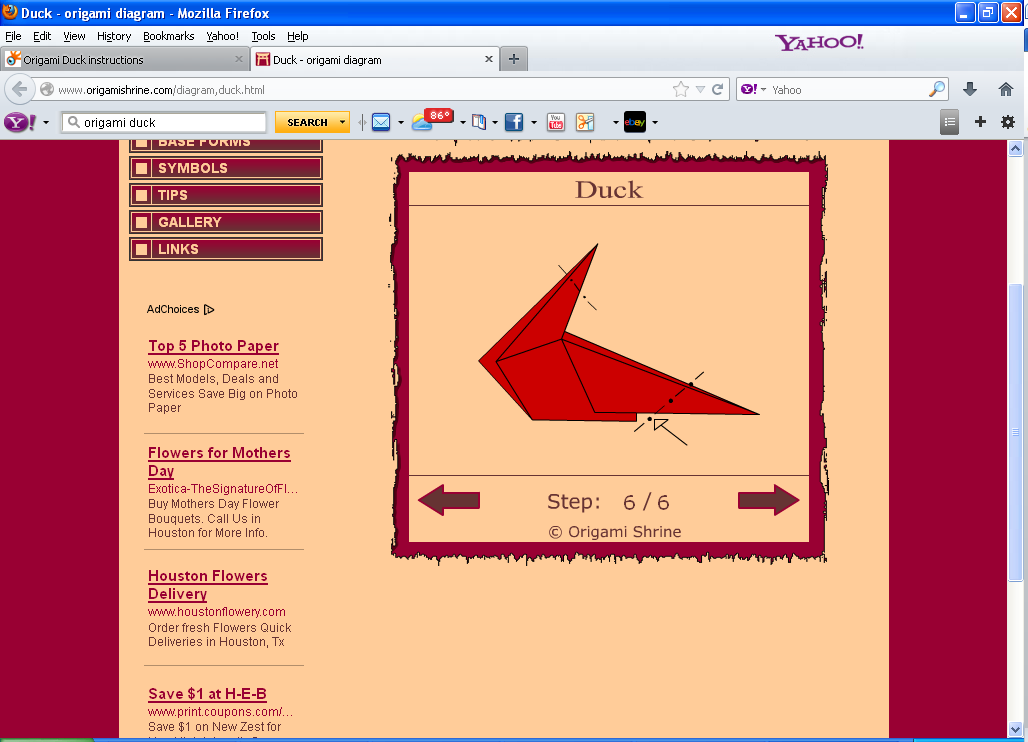 Duck - origami diagram - Mozilla Firefox
File Edit View History Bookmarks Yahoo! Tools Help
YAHOO!
Origami Duck instructions
Duck - origami diagram
www.origamishrine.com/diagram,duck.html
Yahoo
Y! origami duck SEARCH 86° You Tube ebay
BASE FORMS
SYMBOLS
TIPS
GALLERY
LINKS
AdChoices
Top 5 Photo Paper
www.ShopCompare.net
Best Models, Deals and
Services Save Big on Photo
Paper
Flowers for Mothers
Day
Exotica-TheSignatureOfFl...
Buy Mothers Day Flower
Bouquets. Call Us in
Houston for More Info.
Houston Flowers
Delivery
www.houstonflowery.com
Order fresh Flowers Quick
Deliveries in Houston, Tx
Save $1 at H-E-B
www.print.coupons.com/...
Save $1 on New Zest for
Duck
Step: 6 / 6
© Origami Shrine